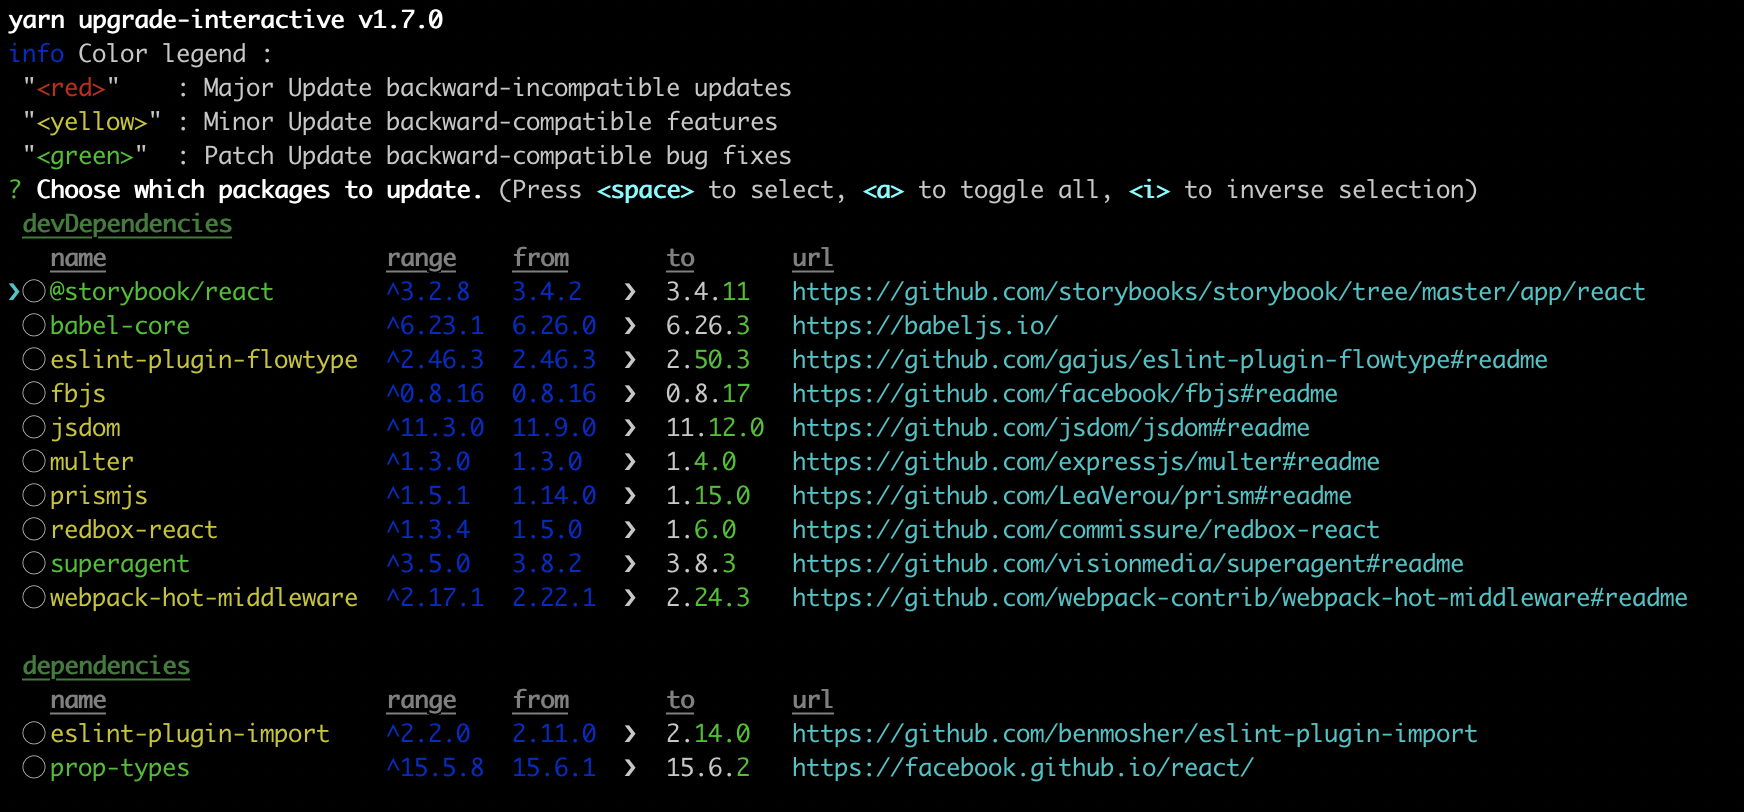 yarn upgrade-interactive v1.7.0
info Color legend :
"<red>" : Major Update backward-incompatible updates
"<yellow>" : Minor Update backward-compatible features
"<green>" : Patch Update backward-compatible bug fixes
? Choose which packages to update. (Press <space> to select, <a> to toggle all, <i> to inverse selection)
devDependencies
name range from to url
❯◯ @storybook/react ^3.2.8 3.4.2 ❯ 3.4.11 https://github.com/storybooks/storybook/tree/master/app/react
◯ babel-core ^6.23.1 6.26.0 ❯ 6.26.3 https://babeljs.io/
◯ eslint-plugin-flowtype ^2.46.3 2.46.3 ❯ 2.50.3 https://github.com/gajus/eslint-plugin-flowtype#readme
◯ fbjs ^0.8.16 0.8.16 ❯ 0.8.17 https://github.com/facebook/fbjs#readme
◯ jsdom ^11.3.0 11.9.0 ❯ 11.12.0 https://github.com/jsdom/jsdom#readme
◯ multer ^1.3.0 1.3.0 ❯ 1.4.0 https://github.com/expressjs/multer#readme
◯ prismjs ^1.5.1 1.14.0 ❯ 1.15.0 https://github.com/LeaVerou/prism#readme
◯ redbox-react ^1.3.4 1.5.0 ❯ 1.6.0 https://github.com/commissure/redbox-react
◯ superagent ^3.5.0 3.8.2 ❯ 3.8.3 https://github.com/visionmedia/superagent#readme
◯ webpack-hot-middleware ^2.17.1 2.22.1 ❯ 2.24.3 https://github.com/webpack-contrib/webpack-hot-middleware#readme
dependencies
name range from to url
◯ eslint-plugin-import ^2.2.0 2.11.0 ❯ 2.14.0 https://github.com/benmosher/eslint-plugin-import
◯ prop-types ^15.5.8 15.6.1 ❯ 15.6.2 https://facebook.github.io/react/